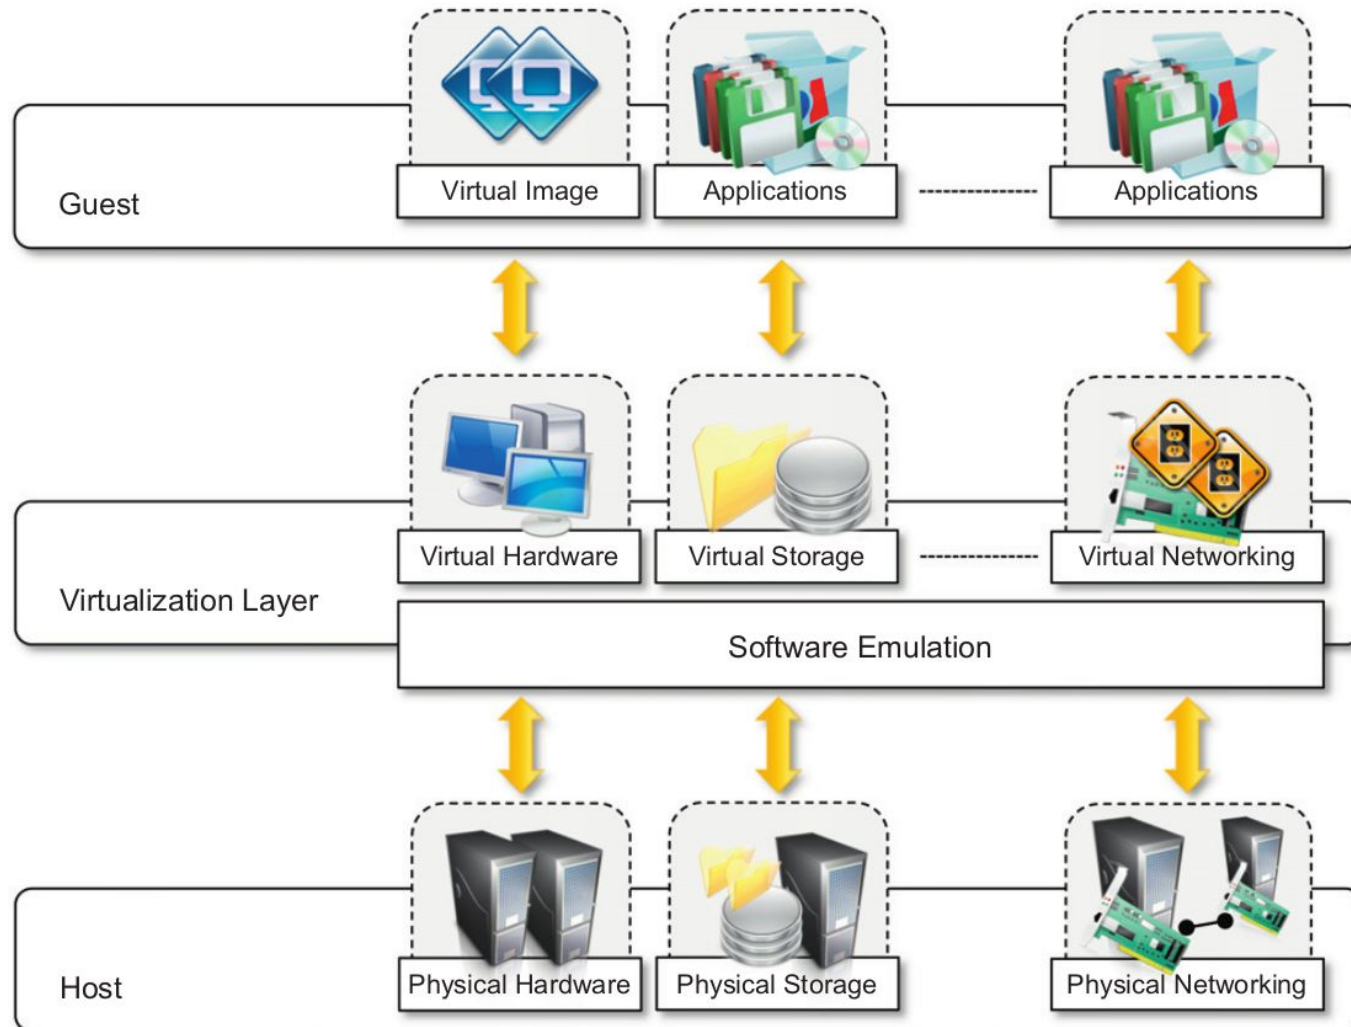 Virtual Image
Applications
Applications
Guest
Virtual Hardware
Virtual Storage
Virtual Networking
Virtualization Layer
Software Emulation
Physical Hardware
Physical Storage
Physical Networking
Host